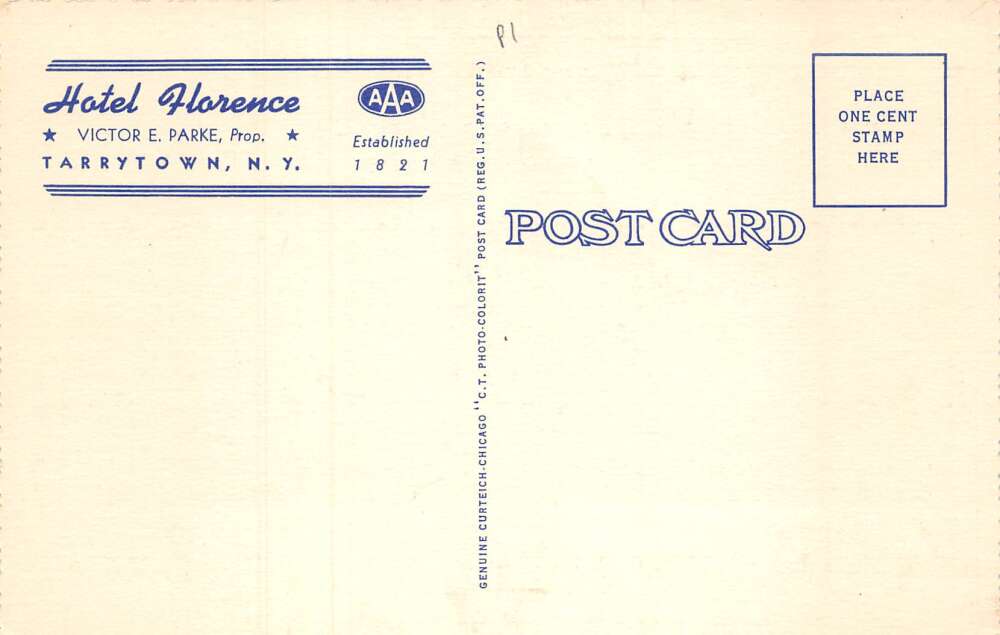 P1
Hotel Florence
★ VICTOR E. PARKE, Prop. ★
TARRYTOWN, N. Y.
AAA
Established
1821
GENUINE CURTEICH-CHICAGO "C.T. PHOTO-COLORIT" POST CARD (REG. U.S. PAT. OFF.)
POST CARD
PLACE
ONE CENT
STAMP
HERE